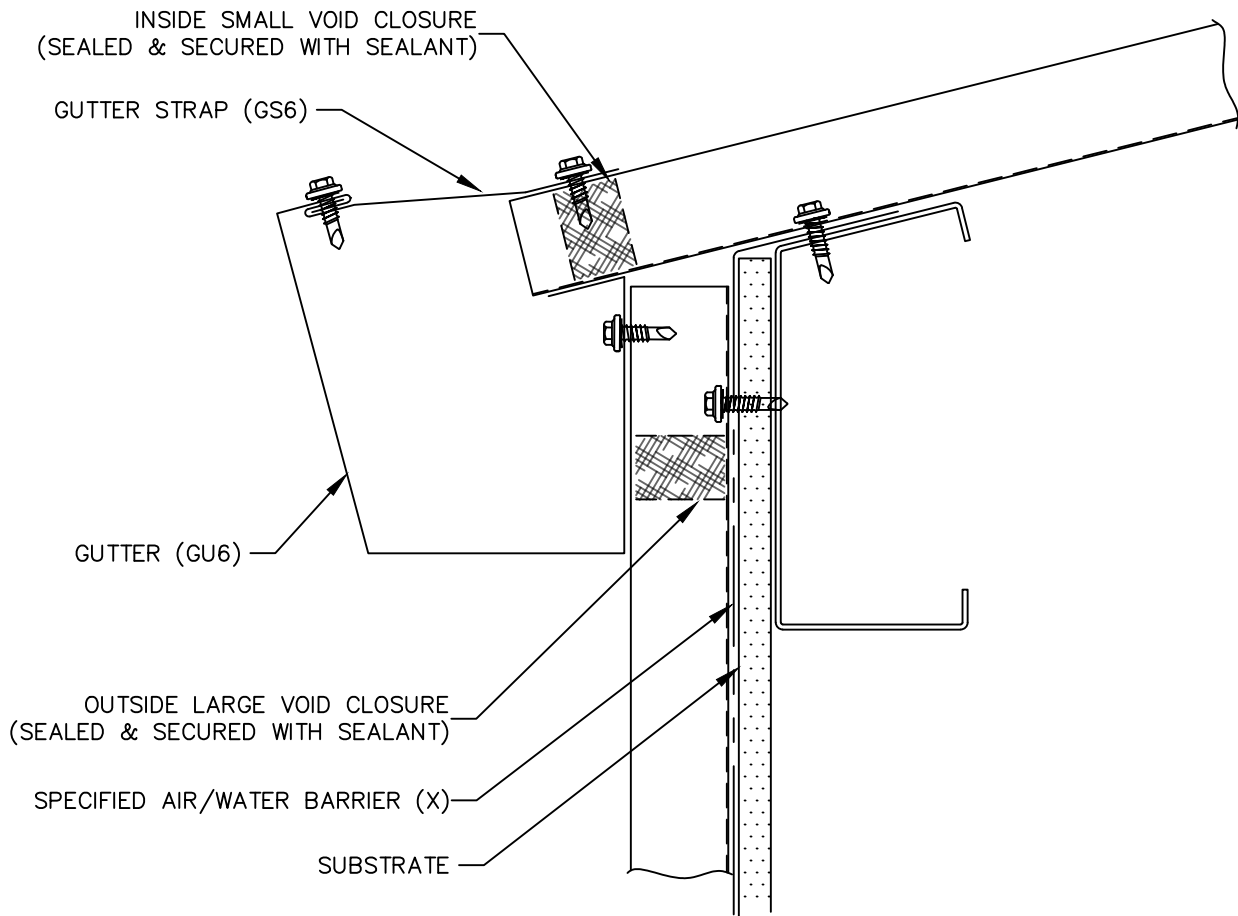 INSIDE SMALL VOID CLOSURE
(SEALED & SECURED WITH SEALANT)
GUTTER STRAP (GS6)
GUTTER (GU6)
OUTSIDE LARGE VOID CLOSURE
(SEALED & SECURED WITH SEALANT)
SPECIFIED AIR/WATER BARRIER (X)
SUBSTRATE